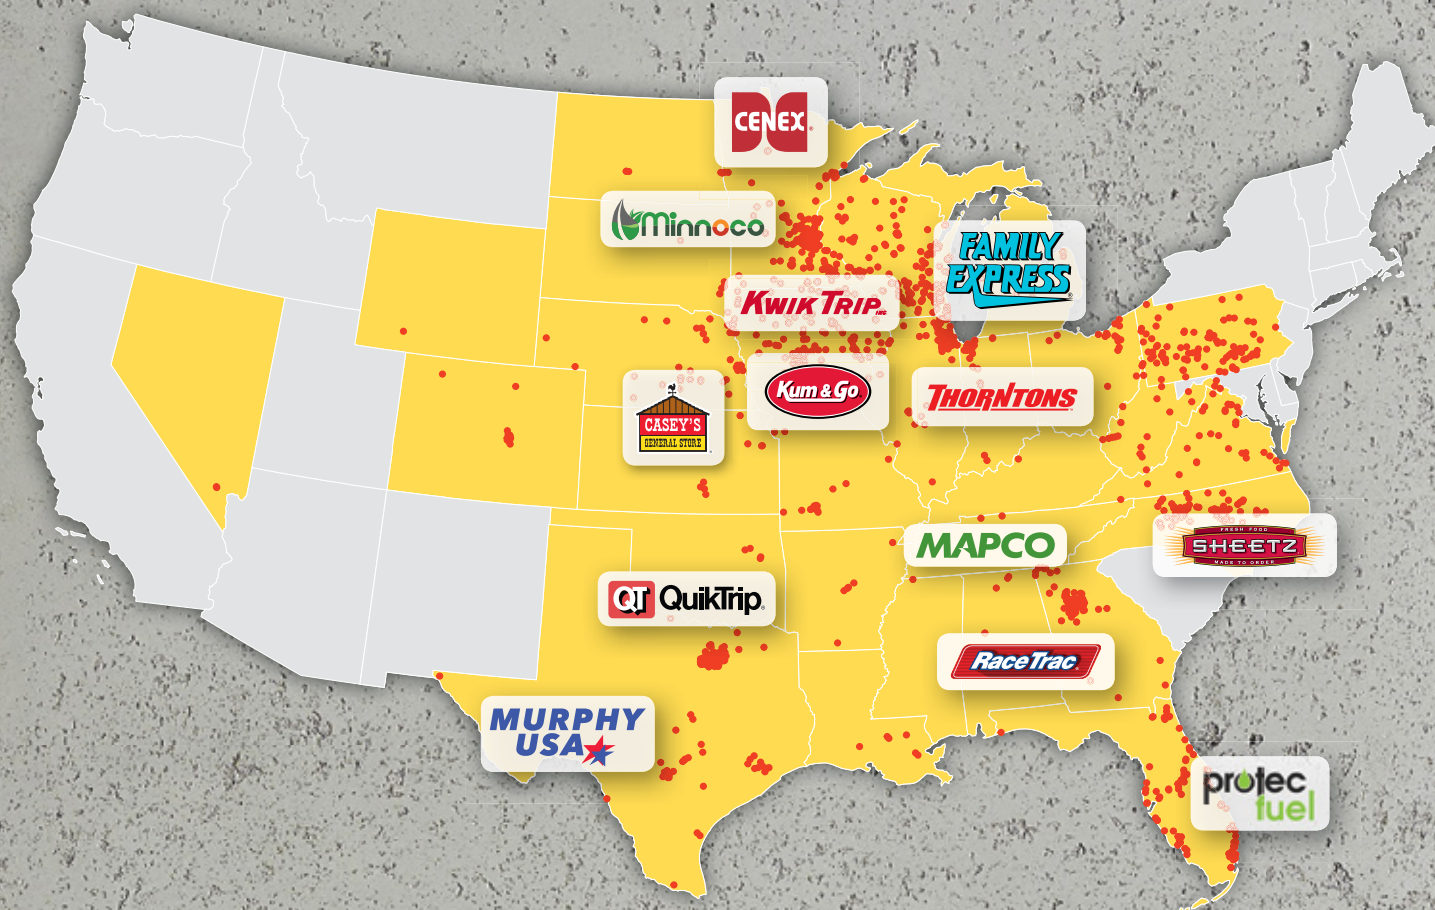 CENEX
Minnoco
FAMILY
EXPRESS
KWIK TRIP INC
CASEY'S
GENERAL STORE
Kum & Go
THORNTONS
MAPCO
FRESH FOOD
SHEETZ
MADE TO ORDER
QT QuikTrip
RaceTrac
MURPHY
USA
protec
fuel